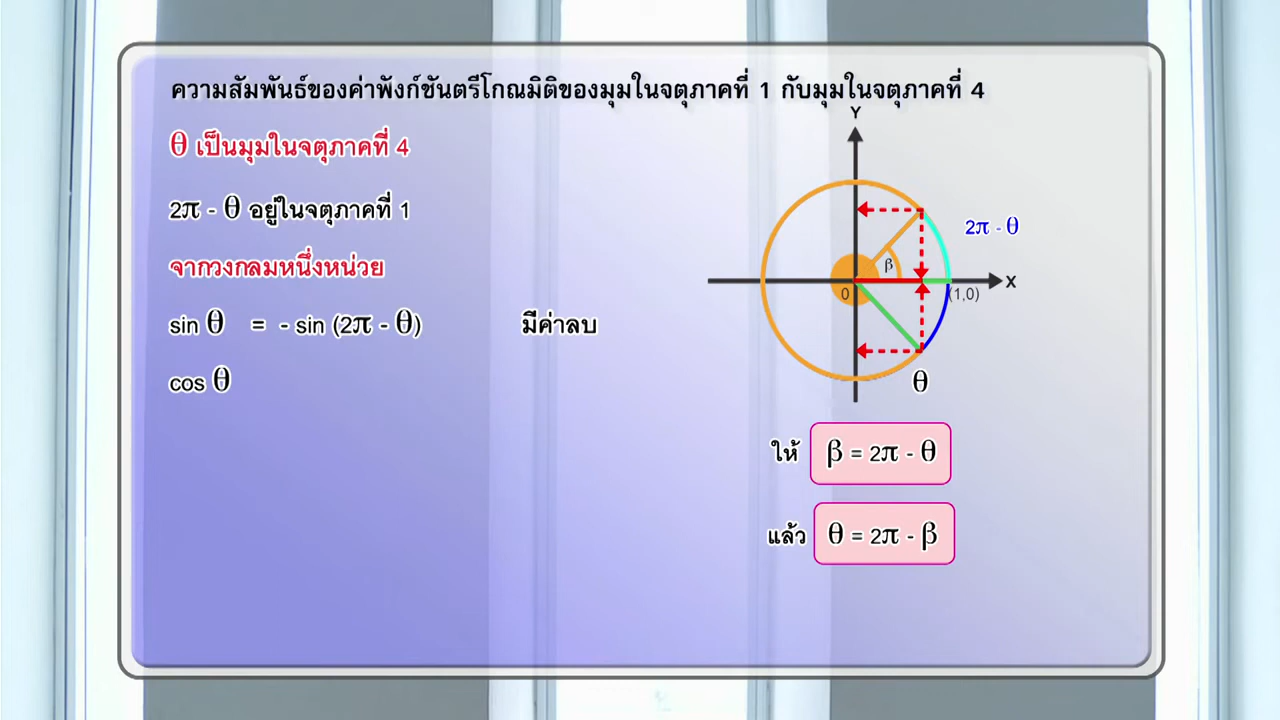 ความสัมพันธ์ของค่าฟังก์ชันตรีโกณมิติของมุมในจตุภาคที่ 1 กับมุมในจตุภาคที่ 4
θ เป็นมุมในจตุภาคที่ 4
2π - θ อยู่ในจตุภาคที่ 1
จากวงกลมหนึ่งหน่วย
sin θ = - sin (2π - θ) มีค่าลบ
cos θ
Y
2π - θ
β
X
0
(1,0)
θ
ให้ β = 2π - θ
แล้ว θ = 2π - β